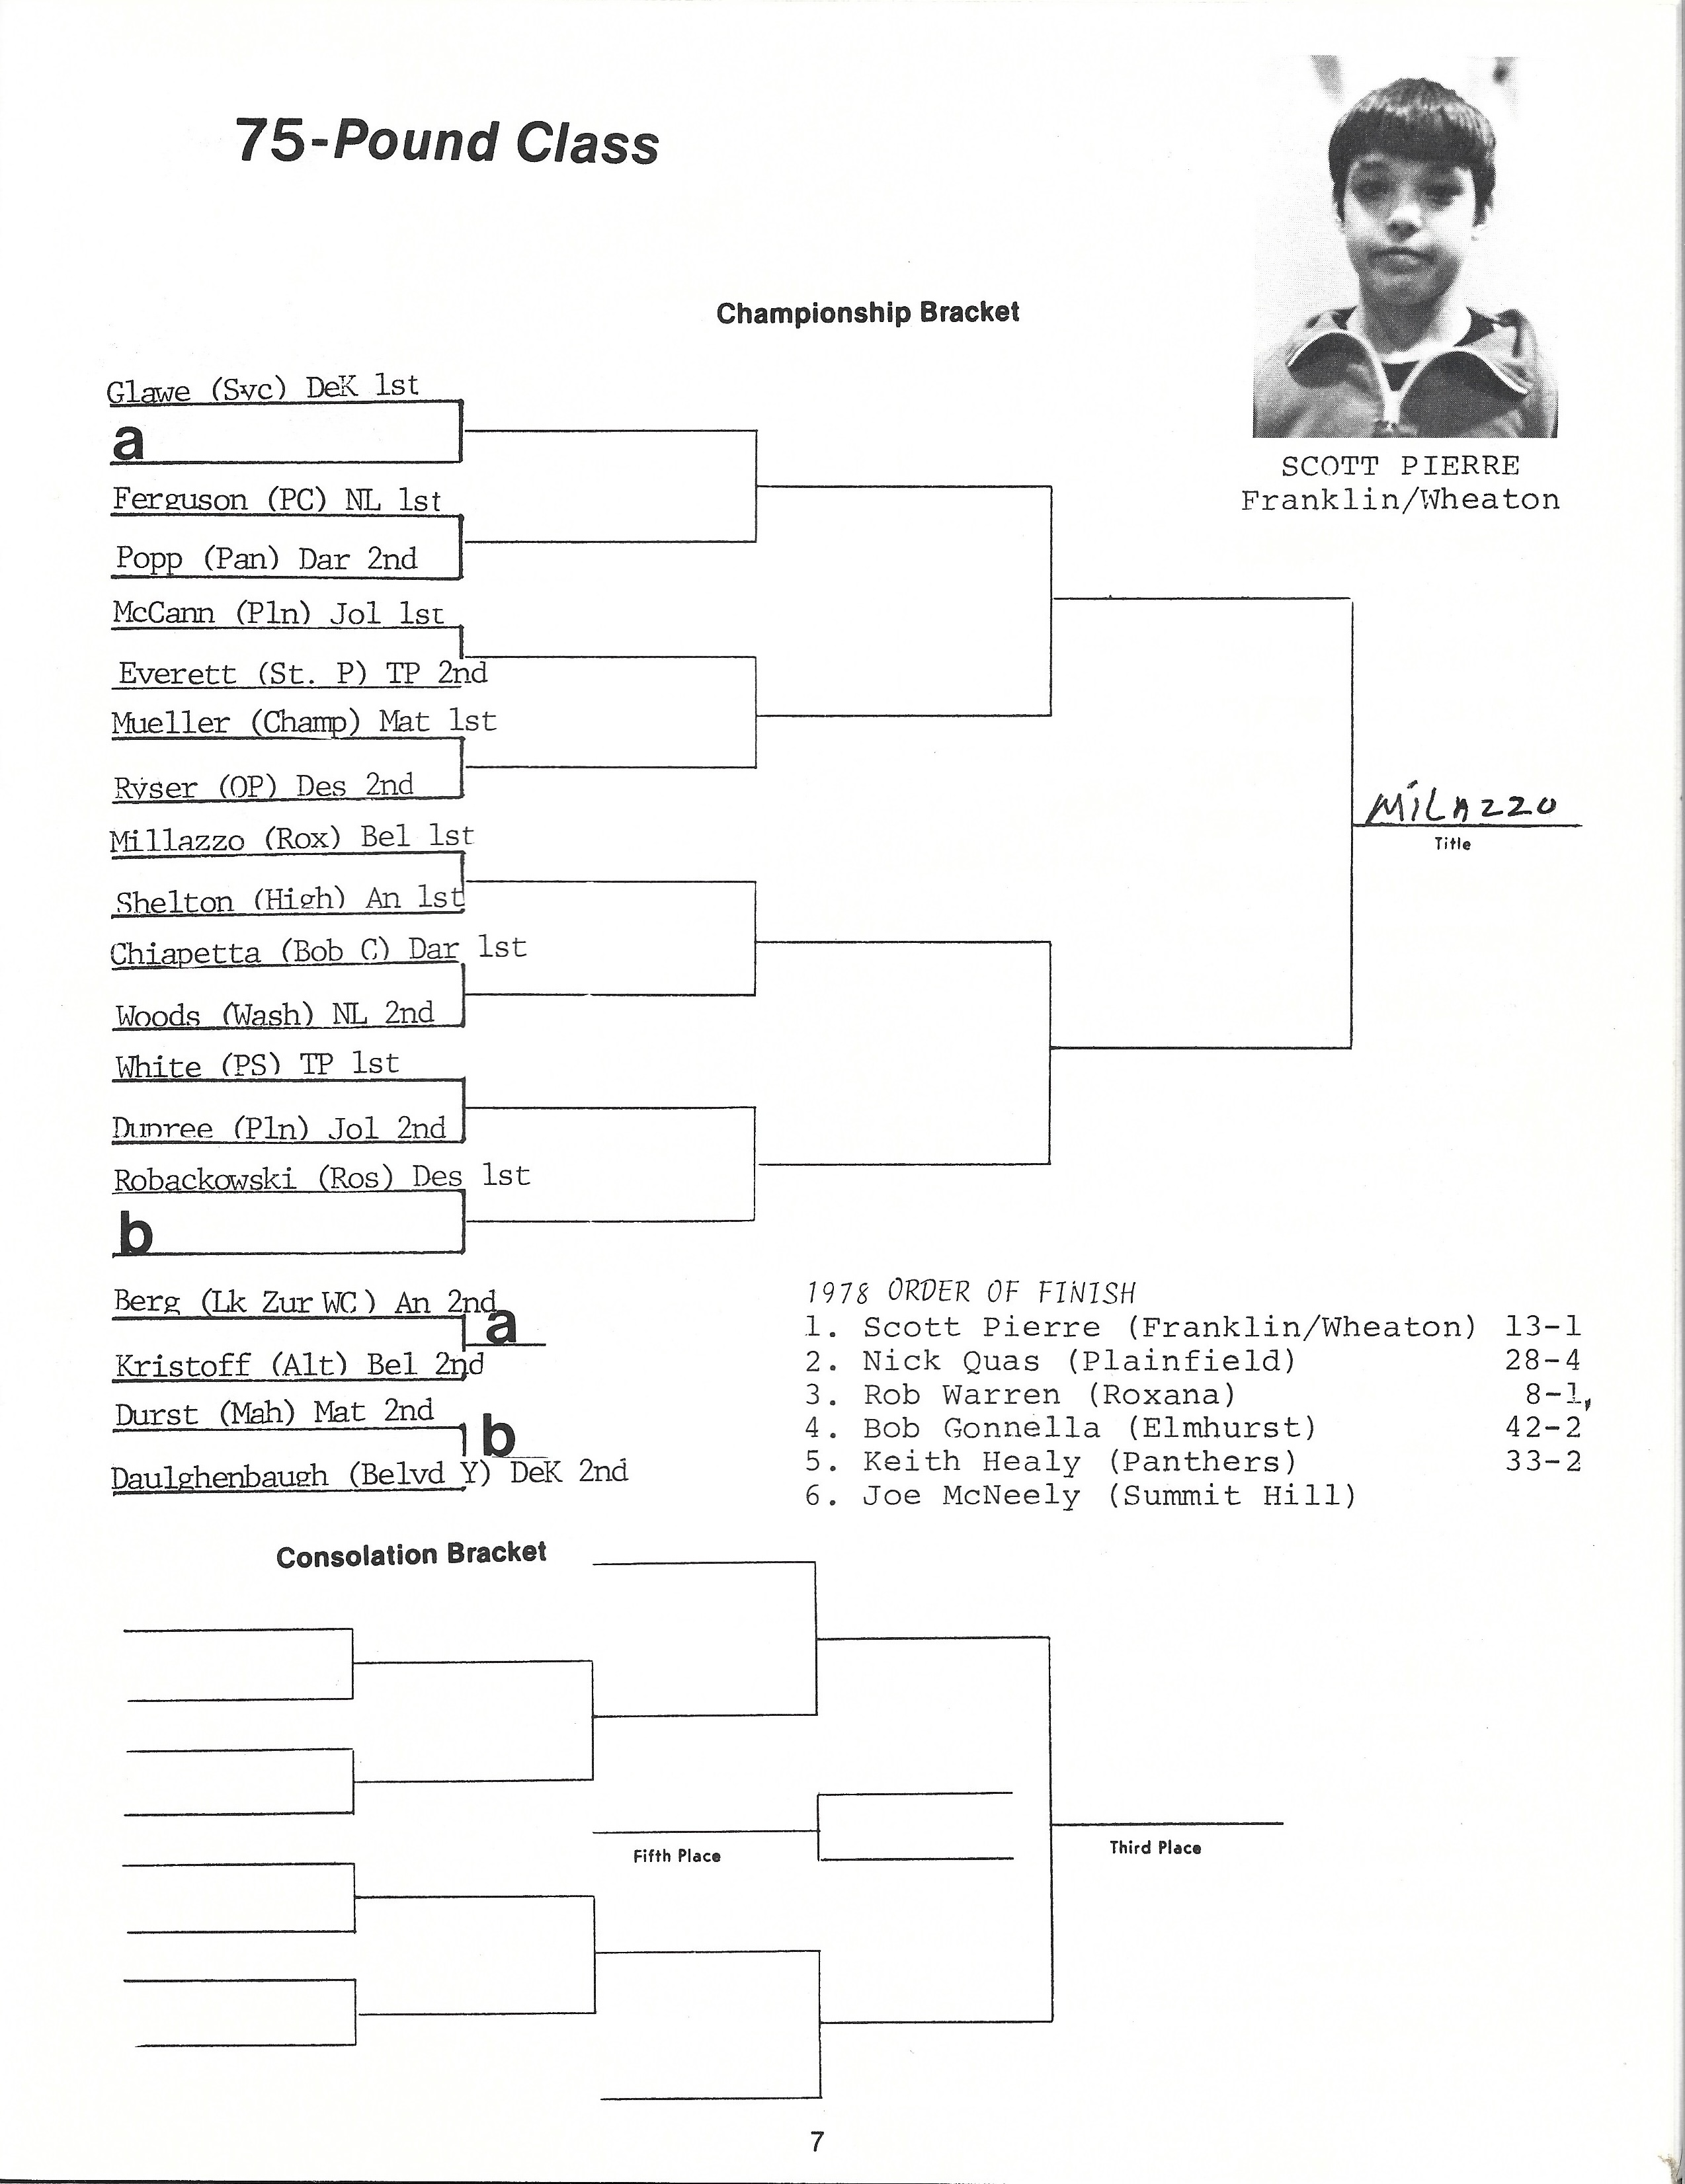 75-Pound Class
SCOTT PIERRE
Franklin/Wheaton
Championship Bracket
Glawe (Svc) DeK 1st
a
Ferguson (PC) NL 1st
Popp (Pan) Dar 2nd
McCann (Pln) Jol 1st
Everett (St. P) TP 2nd
Mueller (Champ) Mat 1st
Ryser (OP) Des 2nd
MiLAZZO
Title
Millazzo (Rox) Bel 1st
Shelton (High) An 1st
Chiapetta (Bob C) Dar 1st
Woods (Wash) NL 2nd
White (PS) TP 1st
Dupree (Pln) Jol 2nd
Robackowski (Ros) Des 1st
b
Berg (Lk Zur WC) An 2nd
a
Kristoff (Alt) Bel 2nd
Durst (Mah) Mat 2nd
b
Daulghenbaugh (Belvd Y) DeK 2nd
1978 ORDER OF FINISH
1. Scott Pierre (Franklin/Wheaton) 13-1
2. Nick Quas (Plainfield) 28-4
3. Rob Warren (Roxana) 8-1,
4. Bob Gonnella (Elmhurst) 42-2
5. Keith Healy (Panthers) 33-2
6. Joe McNeely (Summit Hill)
Consolation Bracket
Fifth Place
Third Place
7